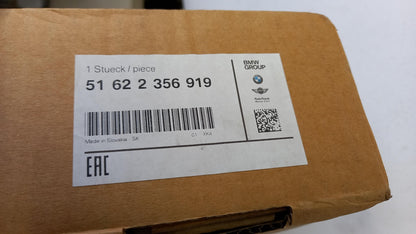 1 Stueck / piece
51 62 2 356 919
BMW
GROUP
Made in Slovakia SK
EAC